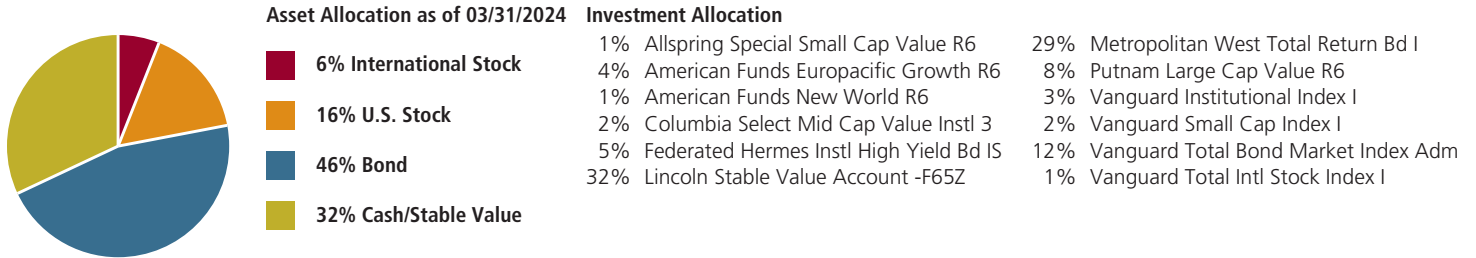 Asset Allocation as of 03/31/2024
6% International Stock
16% U.S. Stock
46% Bond
32% Cash/Stable Value
Investment Allocation
1% Allspring Special Small Cap Value R6
4% American Funds Europacific Growth R6
1% American Funds New World R6
2% Columbia Select Mid Cap Value Instl 3
5% Federated Hermes Instl High Yield Bd IS
32% Lincoln Stable Value Account -F65Z
29% Metropolitan West Total Return Bd I
8% Putnam Large Cap Value R6
3% Vanguard Institutional Index I
2% Vanguard Small Cap Index I
12% Vanguard Total Bond Market Index Adm
1% Vanguard Total Intl Stock Index I